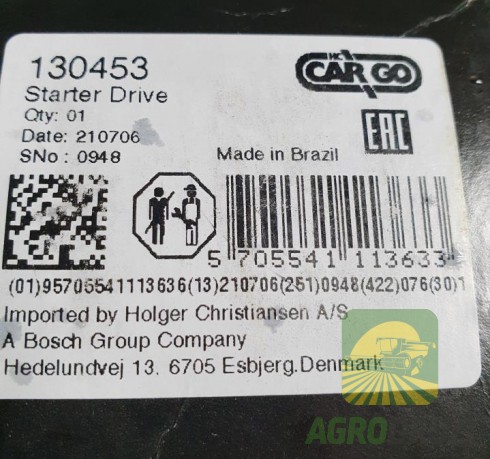 130453
HC
CARGO
Starter Drive
Qty: 01
Date: 210706
SNo: 0948
EAC
Made in Brazil
5 705541 113633
(01)95705541113636(13)210706(251)0948(422)076(30)1
Imported by Holger Christiansen A/S
A Bosch Group Company
Hedelundvej 13. 6705 Esbjerg.Denmark
AGRO